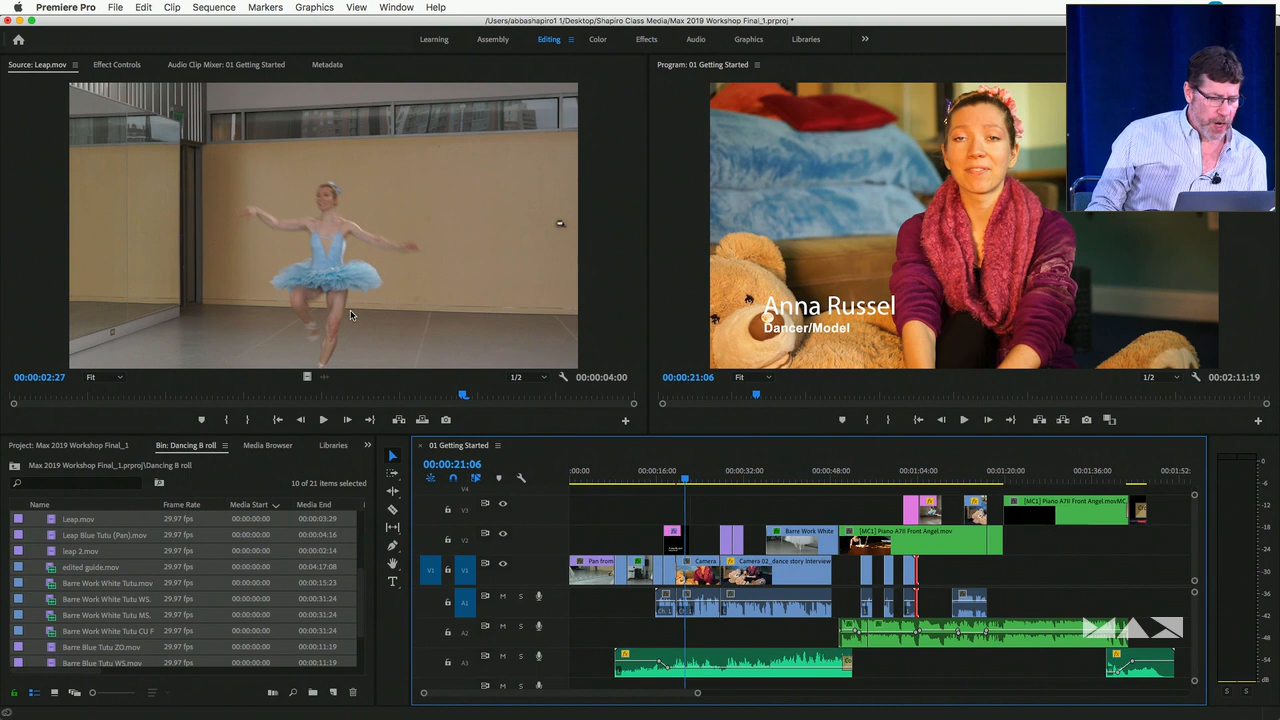 Premiere Pro File Edit Clip Sequence Markers Graphics View Window Help
/Users/abbashapiro1 1/Desktop/Shapiro Class Media/Max 2019 Workshop Final_1.prproj *
Learning Assembly Editing Color Effects Audio Graphics Libraries
Source: Leap.mov Effect Controls Audio Clip Mixer: 01 Getting Started Metadata
Program: 01 Getting Started
Anna Russel
Dancer/Model
00:00:02:27 Fit 1/2 00:00:04:00
00:00:21:06 Fit 1/2 00:02:11:19
Project: Max 2019 Workshop Final_1 Bin: Dancing B roll Media Browser Libraries
Max 2019 Workshop Final_1.prproj\Dancing B roll
10 of 21 items selected
Name Frame Rate Media Start Media End
Leap.mov 29.97 fps 00:00:00:00 00:00:03:29
Leap Blue Tutu (Pan).mov 29.97 fps 00:00:00:00 00:00:04:16
leap 2.mov 29.97 fps 00:00:00:00 00:00:02:14
edited guide.mov 29.97 fps 00:00:00:00 00:04:17:08
Barre Work White Tutu.mov 29.97 fps 00:00:00:00 00:00:15:23
Barre Work White Tutu WS. 29.97 fps 00:00:00:00 00:00:31:24
Barre Work White Tutu MS. 29.97 fps 00:00:00:00 00:00:31:24
Barre Work White Tutu CU F 29.97 fps 00:00:00:00 00:00:31:24
Barre Blue Tutu ZO.mov 29.97 fps 00:00:00:00 00:00:11:19
Barre Blue Tutu WS.mov 29.97 fps 00:00:00:00 00:00:11:19
01 Getting Started
00:00:21:06
:00:00 00:00:16:00 00:00:32:00 00:00:48:00 00:01:04:00 00:01:20:00 00:01:36:00 00:01:52:
V4
V3 [MC1] Piano A7II Front Angel.movMC
V2 Barre Work White [MC1] Piano A7II Front Angel.mov
V1 V1 Pan from Camera Camera 02_dance story Interview
A1 M S
A2 M S
A3 M S
M S
MAX
0
-6
-12
-18
-24
-30
-36
-42
-48
-54
dB
S S